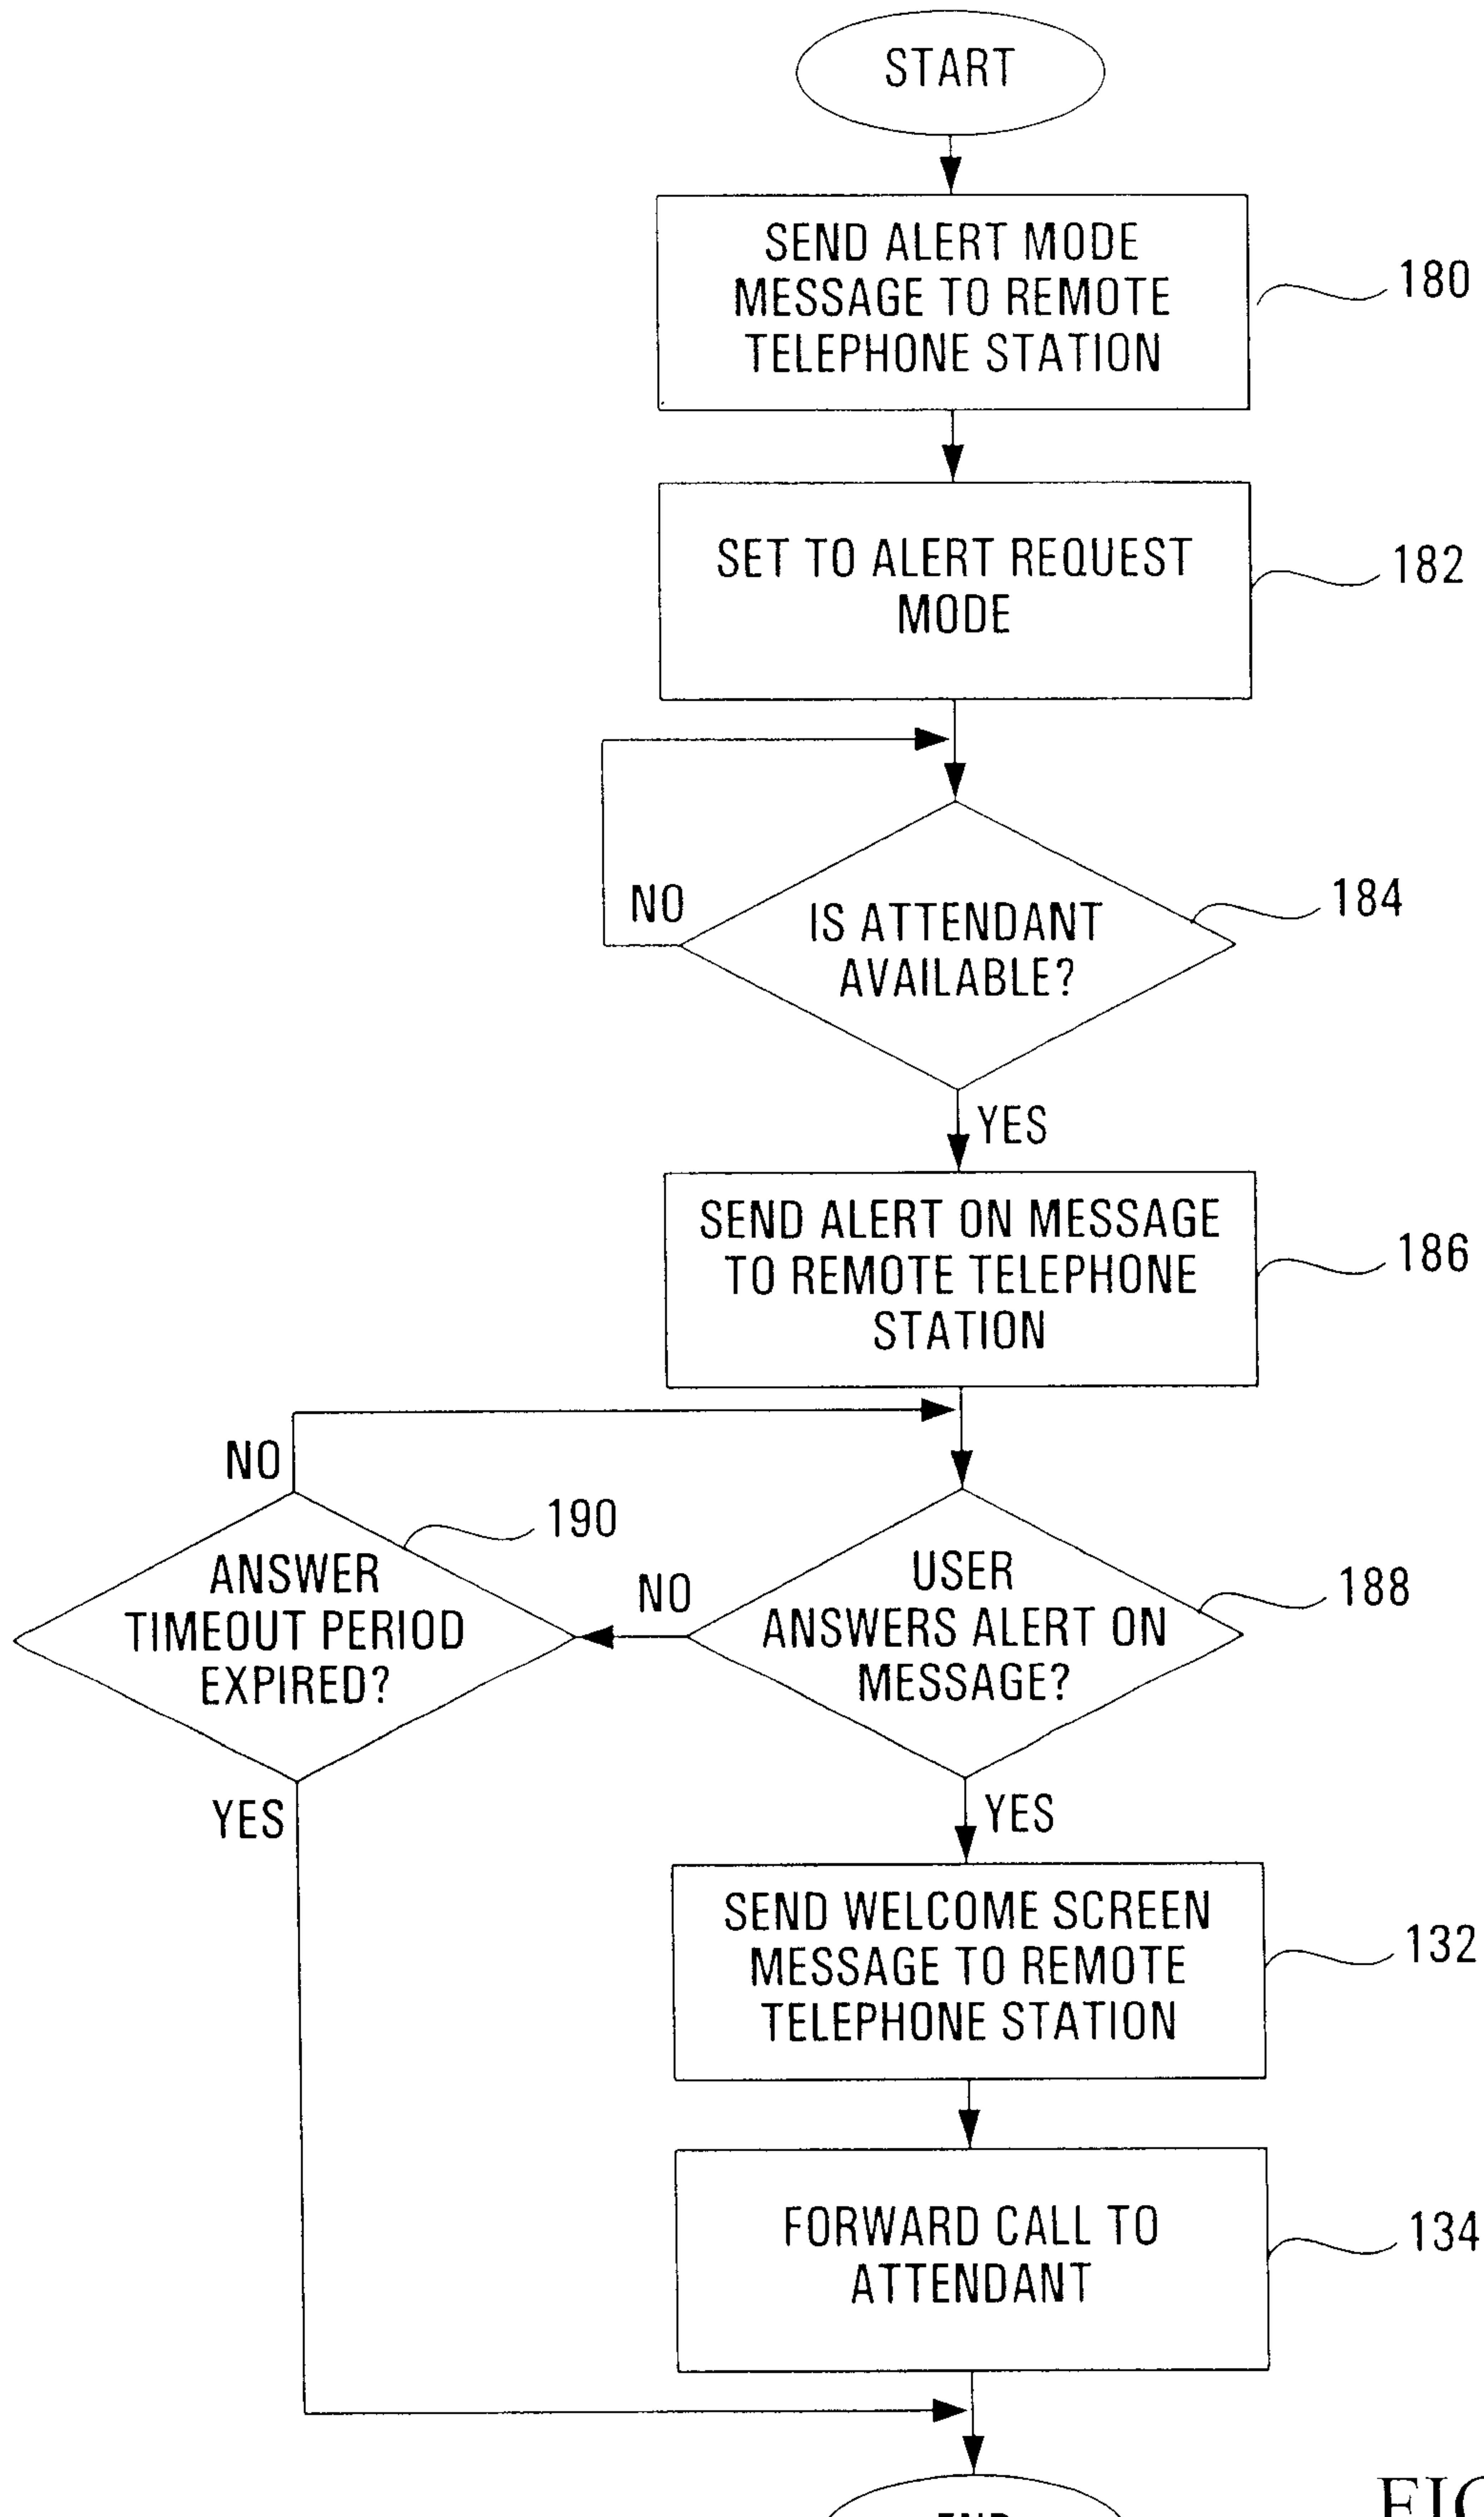 START
SEND ALERT MODE
MESSAGE TO REMOTE
TELEPHONE STATION
180
SET TO ALERT REQUEST
MODE
182
NO
IS ATTENDANT
AVAILABLE?
184
YES
SEND ALERT ON MESSAGE
TO REMOTE TELEPHONE
STATION
186
NO
190
ANSWER
TIMEOUT PERIOD
EXPIRED?
NO
USER
ANSWERS ALERT ON
MESSAGE?
188
YES
YES
SEND WELCOME SCREEN
MESSAGE TO REMOTE
TELEPHONE STATION
132
FORWARD CALL TO
ATTENDANT
134